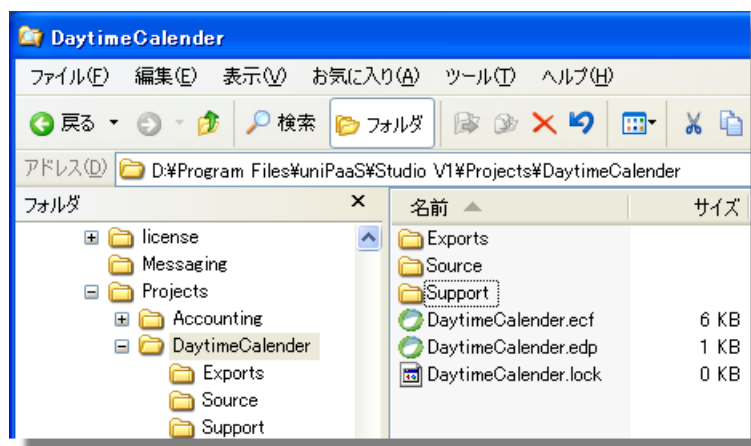 DaytimeCalender
ファイル(F) 編集(E) 表示(V) お気に入り(A) ツール(T) ヘルプ(H)
戻る 検索 フォルダ
アドレス(D) D:¥Program Files¥uniPaaS¥Studio V1¥Projects¥DaytimeCalender
フォルダ × 名前 サイズ
license Exports
Messaging Source
Projects Support
Accounting DaytimeCalender.ecf 6 KB
DaytimeCalender DaytimeCalender.edp 1 KB
Exports DaytimeCalender.lock 0 KB
Source
Support